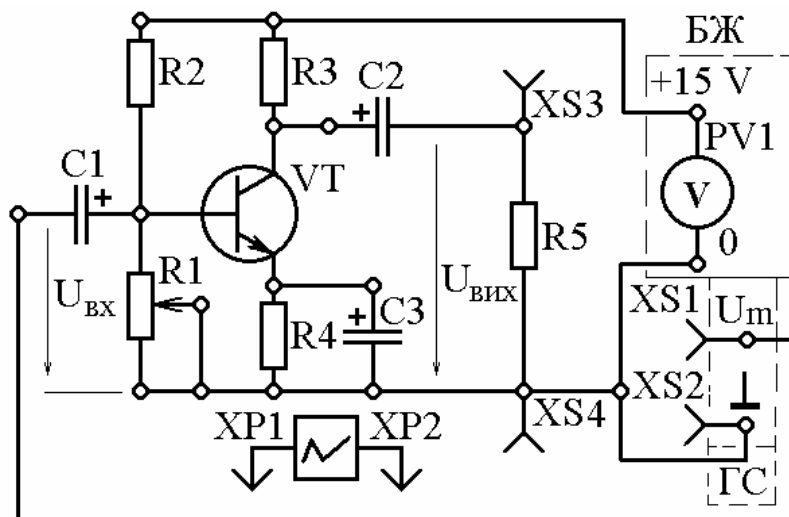 БЖ
R2
R3
C2
+
+15 V
XS3
PV1
C1
+
VT
V
R1
R5
0
Uвх
Uвих
XS1
Um
R4
+
C3
XS2
XP1
XP2
XS4
ГС